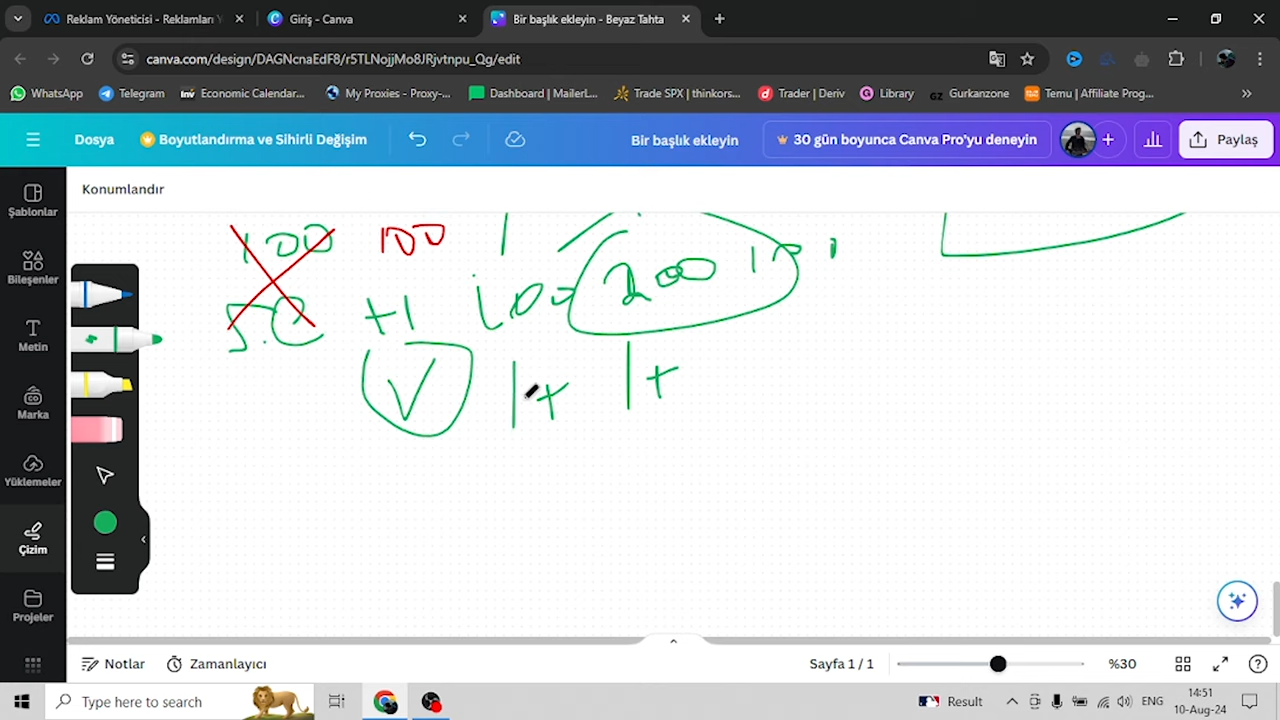 Reklam Yöneticisi - Reklamları Y
Giriş - Canva
Bir başlık ekleyin - Beyaz Tahta
canva.com/design/DAGNcnaEdF8/r5TLNojjMo8JRjvtnpu_Qg/edit
WhatsApp
Telegram
Economic Calendar...
My Proxies - Proxy-...
Dashboard | MailerL...
Trade SPX | thinkors...
Trader | Deriv
Library
Gurkanzone
Temu | Affiliate Prog...
Dosya
Boyutlandırma ve Sihirli Değişim
Bir başlık ekleyin
30 gün boyunca Canva Pro'yu deneyin
Paylaş
Konumlandır
Şablonlar
Bileşenler
Metin
Marka
Yüklemeler
Çizim
Projeler
100 100
+1 100 200
V 1+ 1+
Notlar
Zamanlayıcı
Sayfa 1 / 1
%30
Type here to search
Result
ENG
14:51
10-Aug-24